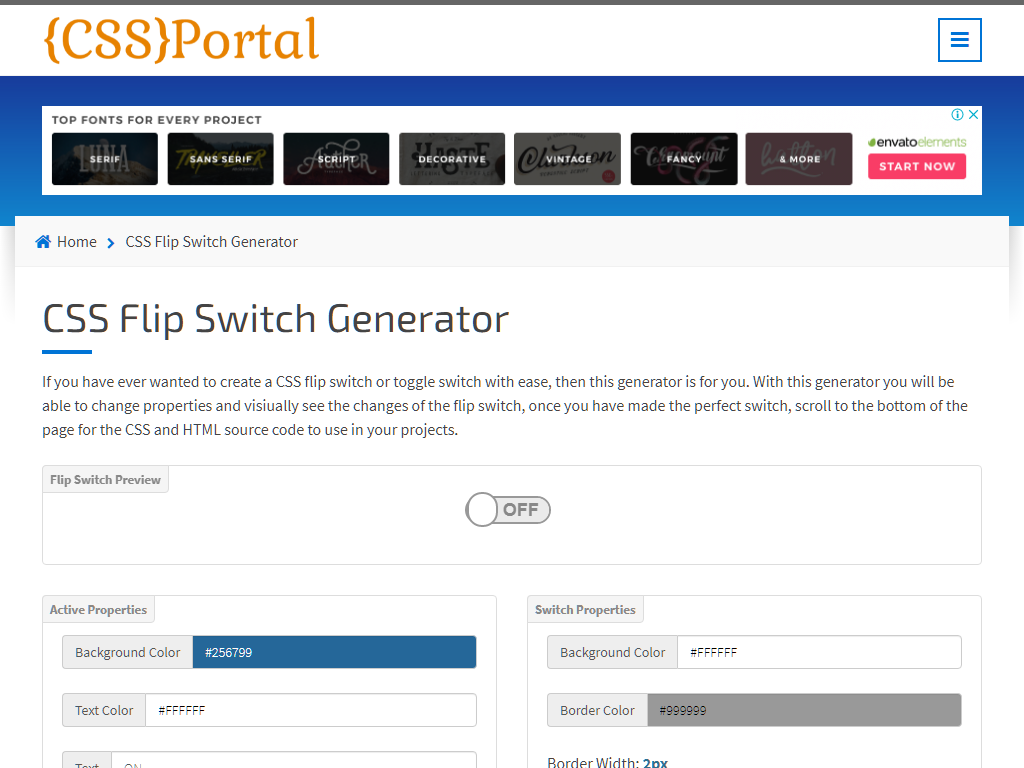 {CSS}Portal
TOP FONTS FOR EVERY PROJECT
SERIF
SANS SERIF
SCRIPT
DECORATIVE
VINTAGE
FANCY
& MORE
envatoelements
START NOW
Home
CSS Flip Switch Generator
CSS Flip Switch Generator
If you have ever wanted to create a CSS flip switch or toggle switch with ease, then this generator is for you. With this generator you will be
able to change properties and visiually see the changes of the flip switch, once you have made the perfect switch, scroll to the bottom of the
page for the CSS and HTML source code to use in your projects.
Flip Switch Preview
OFF
Active Properties
Background Color #256799
Text Color #FFFFFF
Text ON
Switch Properties
Background Color #FFFFFF
Border Color #999999
Border Width: 2px